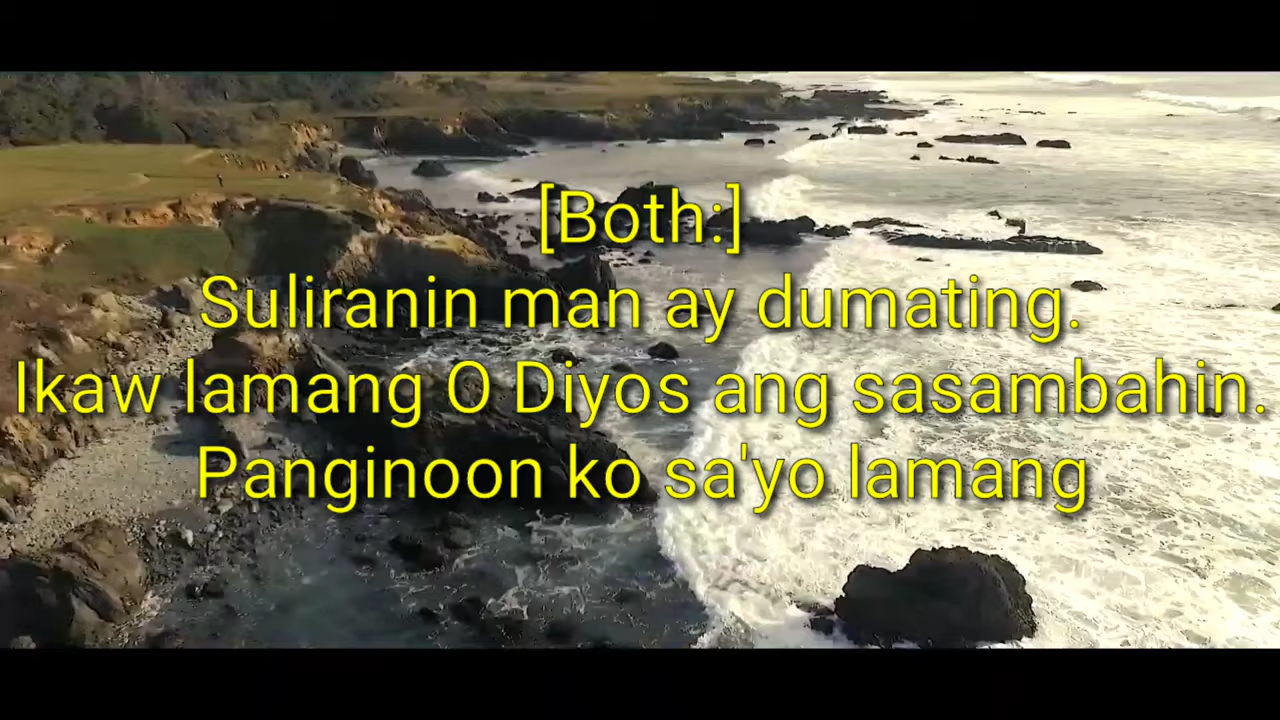 [Both:]
Suliranin man ay dumating.
Ikaw lamang O Diyos ang sasambahin.
Panginoon ko sa'yo lamang